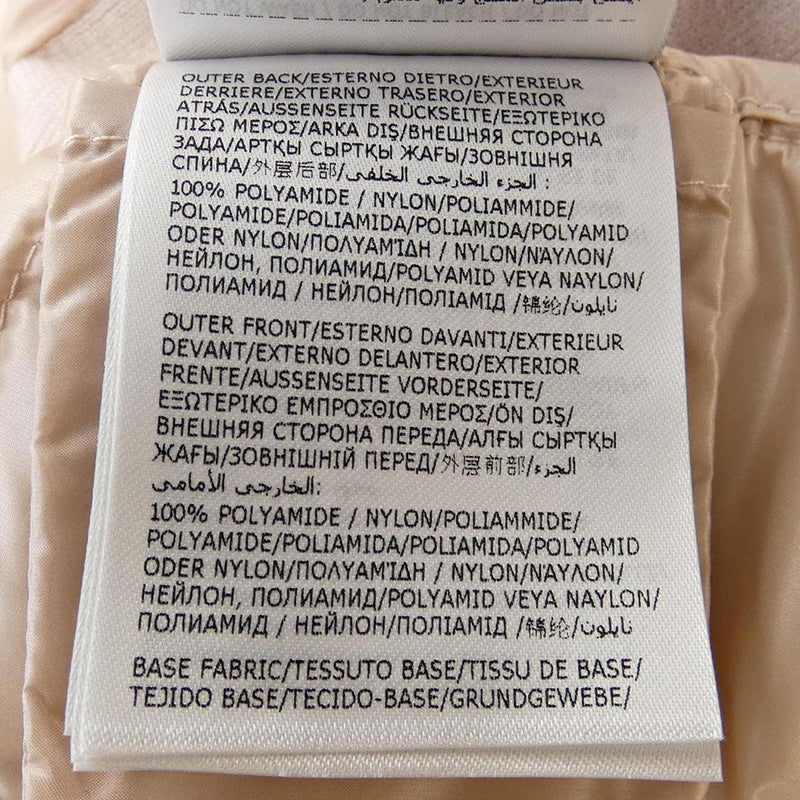 OUTER BACK/ESTERNO DIETRO/EXTERIEUR
DERRIERE/EXTERNO TRASERO/EXTERIOR
ATRÁS/AUSSENSEITE RÜCKSEITE/ΕΞΩΤΕΡΙΚΟ
ΠΙΣΩ ΜΕΡΟΣ/ARKA DIŞ/ВНЕШНЯЯ СТОРОНА
ЗАДА/АРТҚЫ СЫРТҚЫ ЖАҒЫ/ЗОВНІШНЯ
СПИНА/外层后部/الجزء الخارجي الخلفي :
100% POLYAMIDE / NYLON/POLIAMMIDE/
POLYAMIDE/POLIAMIDA/POLIAMIDA/POLYAMID
ODER NYLON/ΠΟΛΥΑΜΊΔΗ / NYLON/ΝΆΥΛΟΝ/
НЕЙЛОН, ПОЛИАМИД/POLYAMID VEYA NAYLON/
ПОЛИАМИД / НЕЙЛОН/ПОЛІАМІД /锦纶/نايلون
OUTER FRONT/ESTERNO DAVANTI/EXTERIEUR
DEVANT/EXTERNO DELANTERO/EXTERIOR
FRENTE/AUSSENSEITE VORDERSEITE/
ΕΞΩΤΕΡΙΚΟ ΕΜΠΡΟΣΘΙΟ ΜΕΡΟΣ/ÖN DIŞ/
ВНЕШНЯЯ СТОРОНА ПЕРЕДА/АЛҒЫ СЫРТҚЫ
ЖАҒЫ/ЗОВНІШНІЙ ПЕРЕД/外层前部/الجزء
الخارجي الأمامي:
100% POLYAMIDE / NYLON/POLIAMMIDE/
POLYAMIDE/POLIAMIDA/POLIAMIDA/POLYAMID
ODER NYLON/ΠΟΛΥΑΜΊΔΗ / NYLON/ΝΆΥΛΟΝ/
НЕЙЛОН, ПОЛИАМИД/POLYAMID VEYA NAYLON/
ПОЛИАМИД / НЕЙЛОН/ПОЛІАМІД /锦纶/نايلون
BASE FABRIC/TESSUTO BASE/TISSU DE BASE/
TEJIDO BASE/TECIDO-BASE/GRUNDGEWEBE/